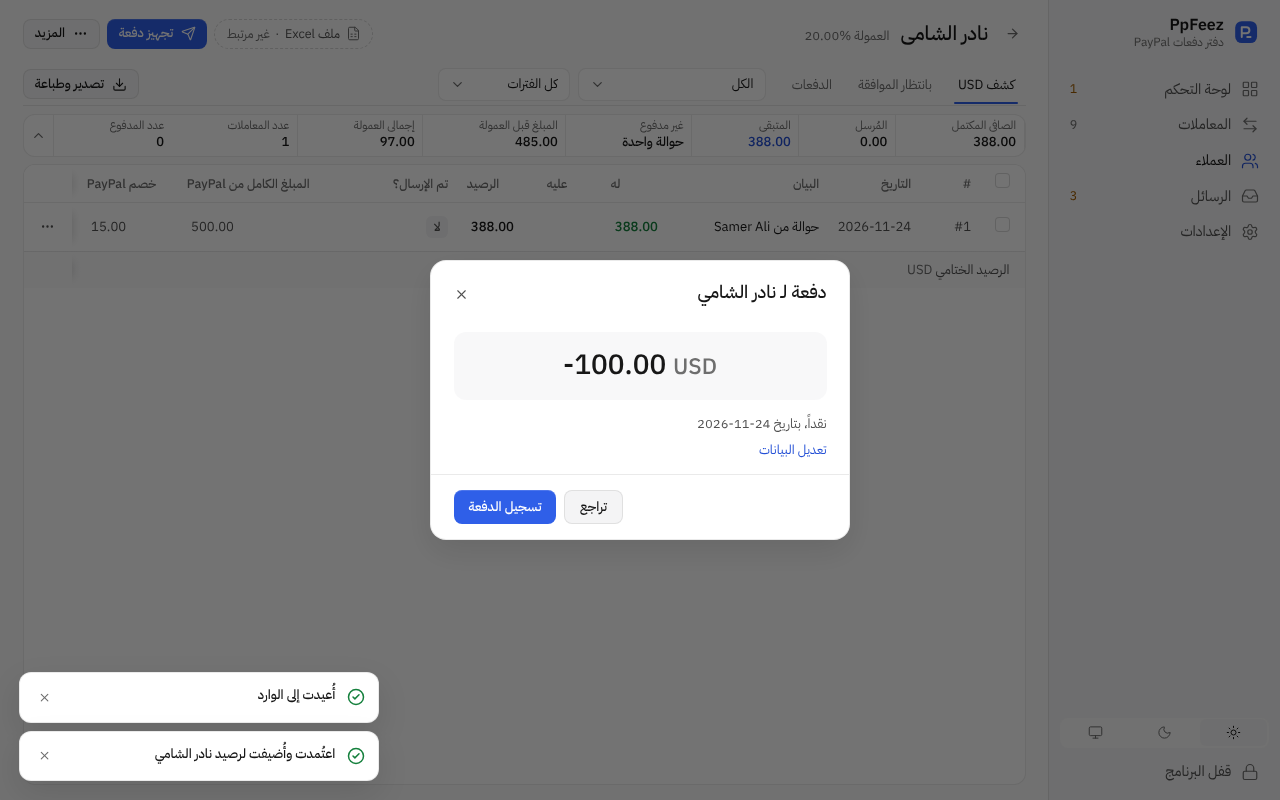 PpFeez
دفتر دفعات PayPal
لوحة التحكم 1
المعاملات 9
العملاء
الرسائل 3
الإعدادات
قفل البرنامج
نادر الشامي العمولة 20.00%
ملف Excel · غير مرتبط
تجهيز دفعة
المزيد
كشف USD
بانتظار الموافقة
الدفعات
الكل
كل الفترات
تصدير وطباعة
الصافي المكتمل 388.00
المُرسل 0.00
المتبقي 388.00
غير مدفوع حوالة واحدة
المبلغ قبل العمولة 485.00
إجمالي العمولة 97.00
عدد المعاملات 1
عدد المدفوع 0
# التاريخ البيان له عليه الرصيد تم الإرسال؟ المبلغ الكامل من PayPal خصم PayPal
#1 2026-11-24 حوالة من Samer Ali 388.00 388.00 لا 500.00 15.00
الرصيد الختامي USD
دفعة لـ نادر الشامي
-100.00 USD
نقداً، بتاريخ 2026-11-24
تعديل البيانات
تراجع
تسجيل الدفعة
أُعيدت إلى الوارد
اعتُمدت وأُضيفت لرصيد نادر الشامي